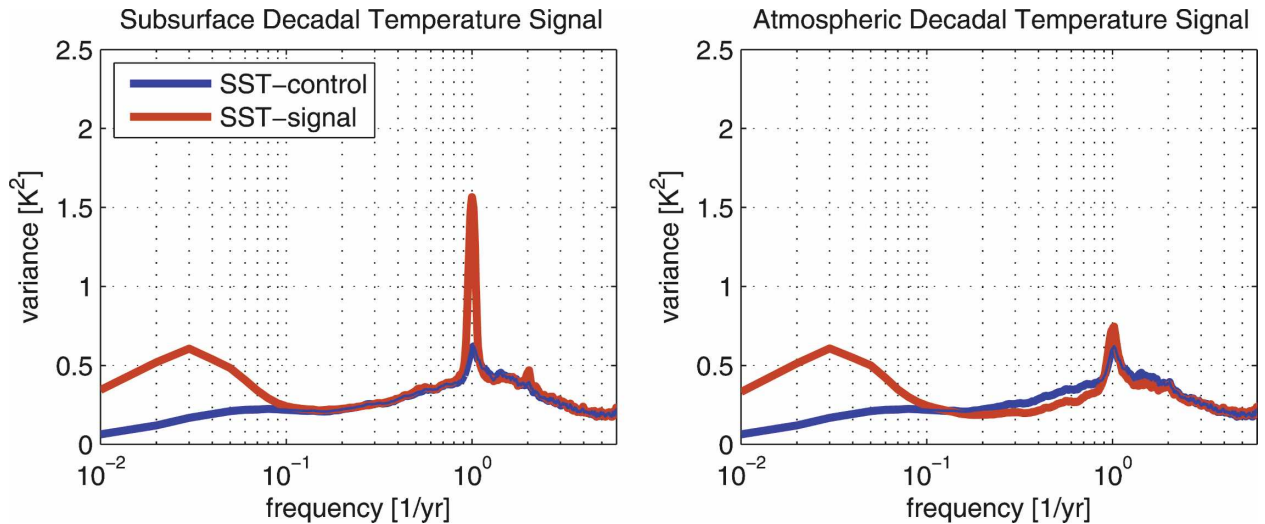 Subsurface Decadal Temperature Signal
2.5
2
1.5
1
0.5
0
variance [K²]
SST−control
SST−signal
10⁻² 10⁻¹ 10⁰
frequency [1/yr]
Atmospheric Decadal Temperature Signal
2.5
2
1.5
1
0.5
0
variance [K²]
10⁻² 10⁻¹ 10⁰
frequency [1/yr]